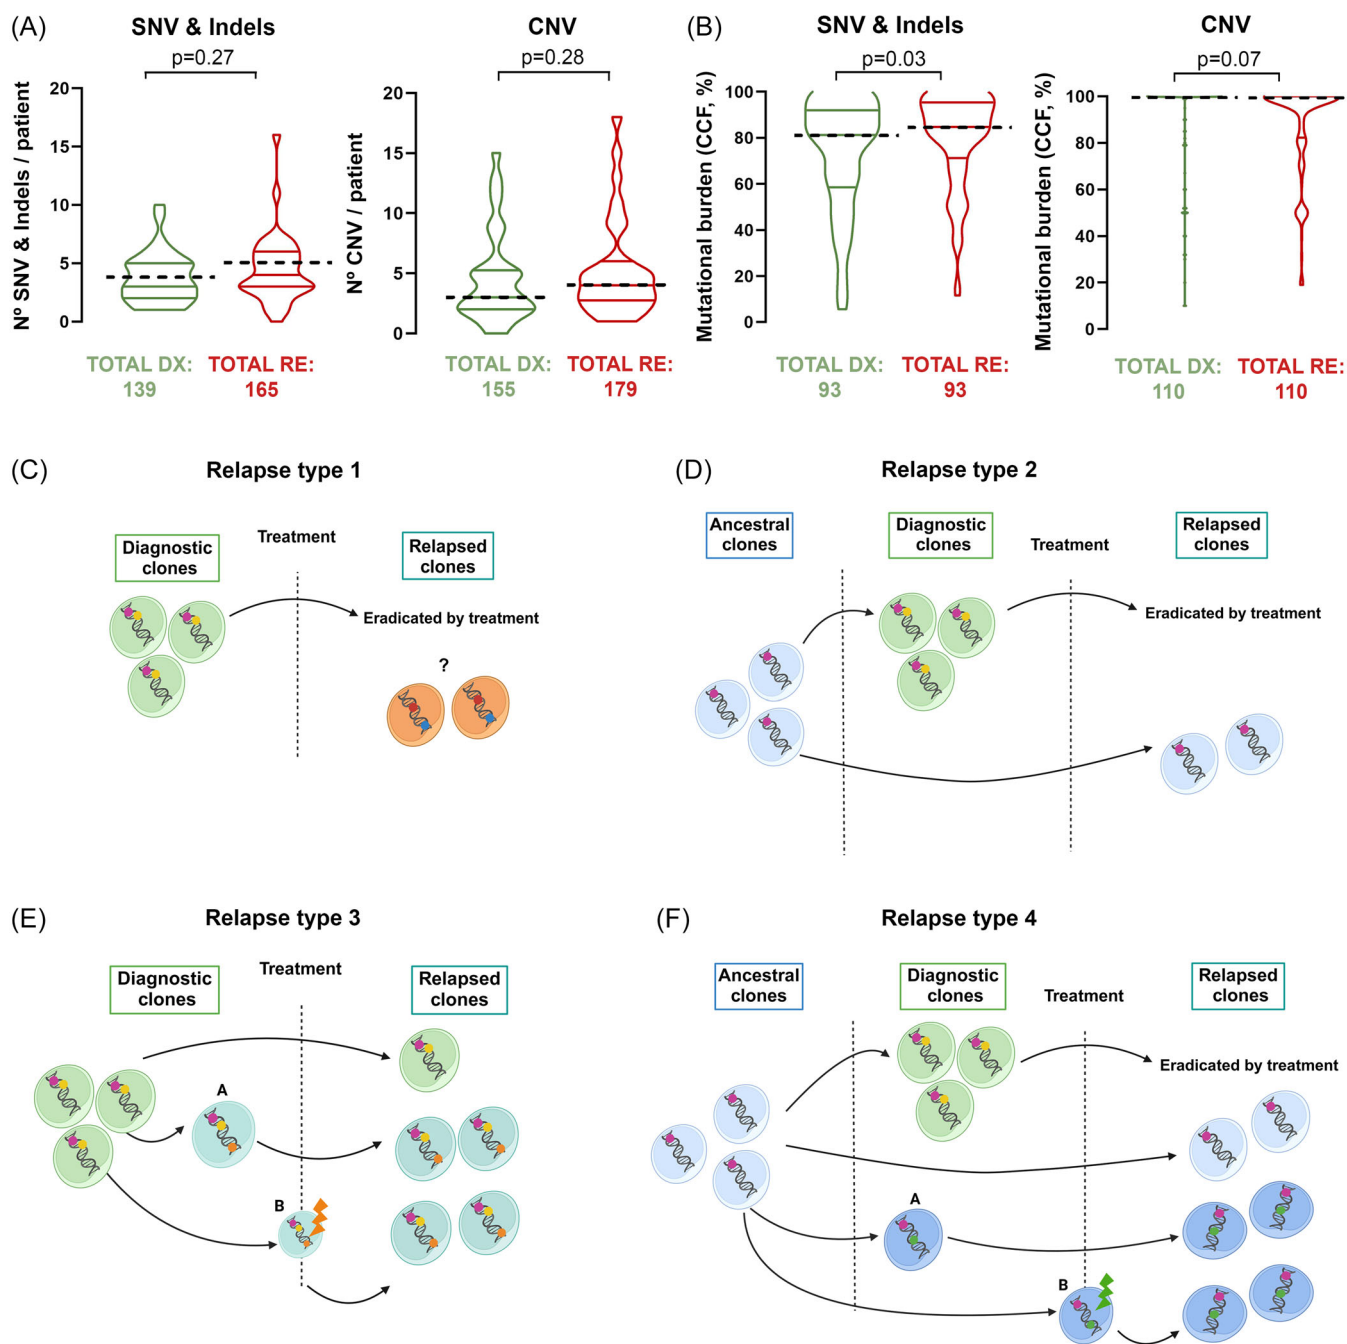 (A)
SNV & Indels
p=0.27
Nº SNV & Indels / patient
20
15
10
5
0
TOTAL DX:
139
TOTAL RE:
165
CNV
p=0.28
Nº CNV / patient
20
15
10
5
0
TOTAL DX:
155
TOTAL RE:
179
(B)
SNV & Indels
p=0.03
Mutational burden (CCF, %)
100
80
60
40
20
0
TOTAL DX:
93
TOTAL RE:
93
CNV
p=0.07
Mutational burden (CCF, %)
100
80
60
40
20
0
TOTAL DX:
110
TOTAL RE:
110
(C)
Relapse type 1
Diagnostic
clones
Treatment
Relapsed
clones
Eradicated by treatment
?
(D)
Relapse type 2
Ancestral
clones
Diagnostic
clones
Treatment
Relapsed
clones
Eradicated by treatment
(E)
Relapse type 3
Diagnostic
clones
Treatment
Relapsed
clones
A
B
(F)
Relapse type 4
Ancestral
clones
Diagnostic
clones
Treatment
Relapsed
clones
Eradicated by treatment
A
B